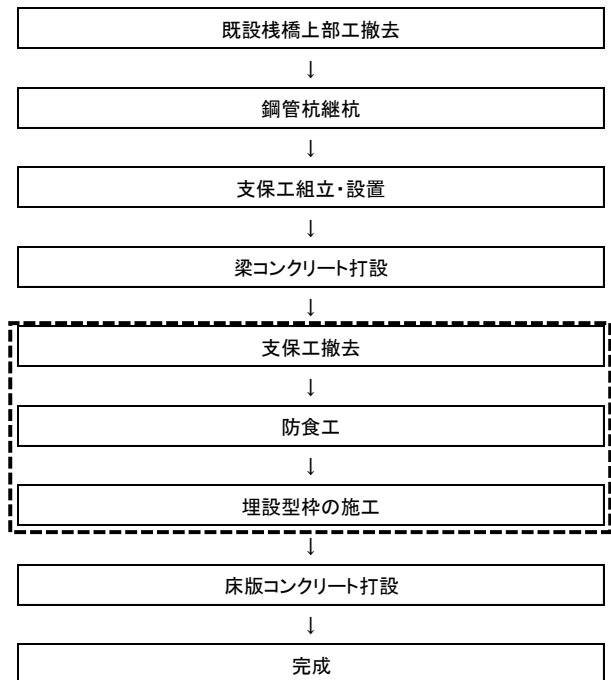 既設桟橋上部工撤去
↓
鋼管杭継杭
↓
支保工組立・設置
↓
梁コンクリート打設
↓
支保工撤去
↓
防食工
↓
埋設型枠の施工
↓
床版コンクリート打設
↓
完成